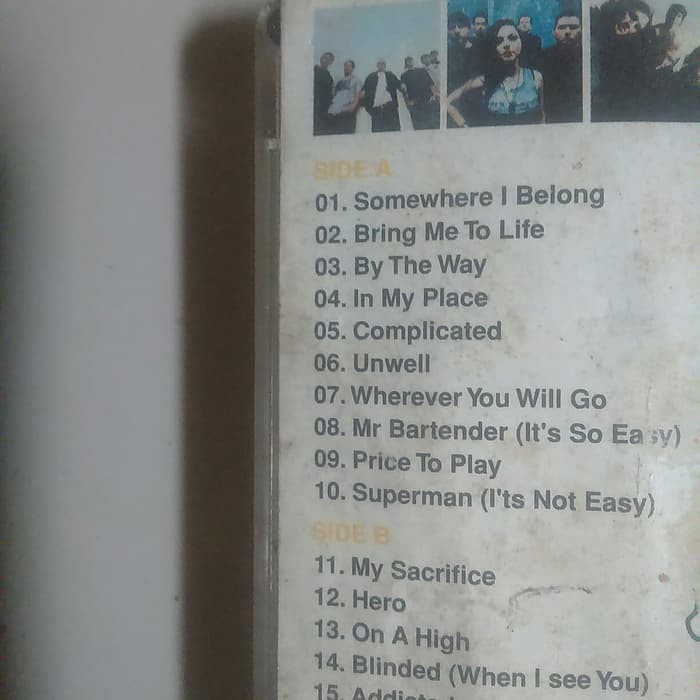 SIDE A
01. Somewhere I Belong
02. Bring Me To Life
03. By The Way
04. In My Place
05. Complicated
06. Unwell
07. Wherever You Will Go
08. Mr Bartender (It's So Easy)
09. Price To Play
10. Superman (I'ts Not Easy)
SIDE B
11. My Sacrifice
12. Hero
13. On A High
14. Blinded (When I see You)
15.